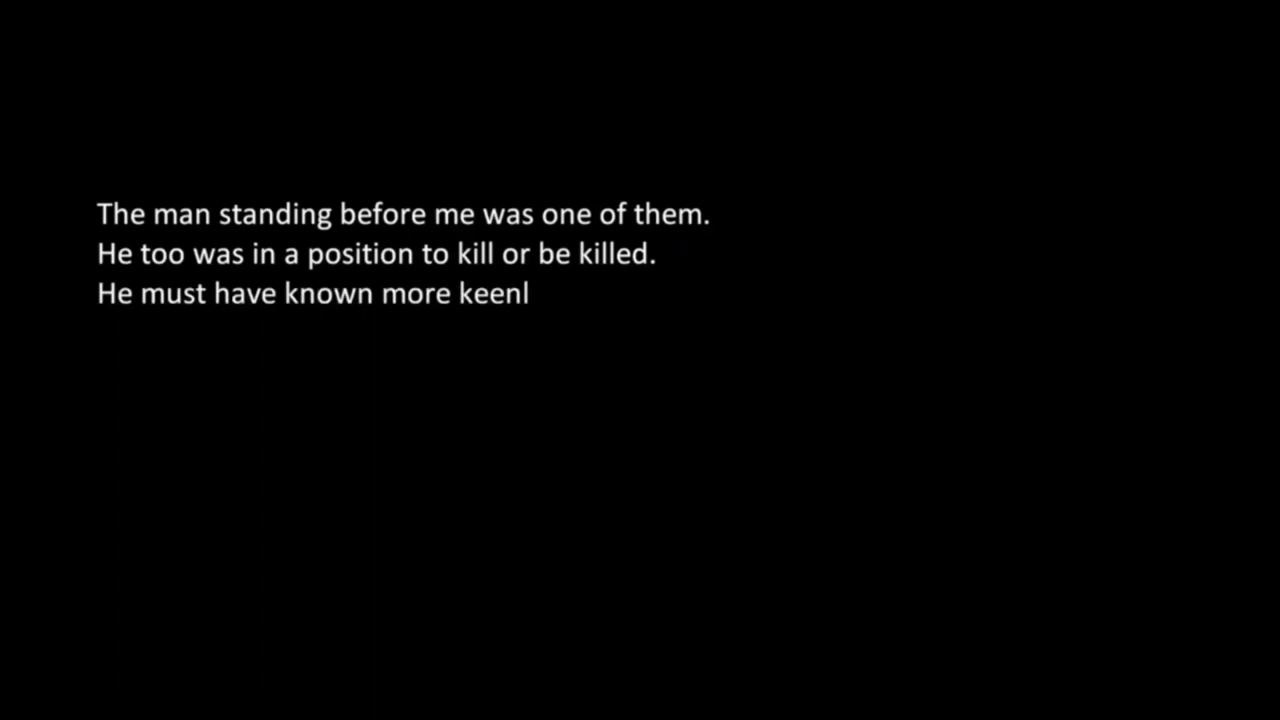 The man standing before me was one of them.
He too was in a position to kill or be killed.
He must have known more keenl